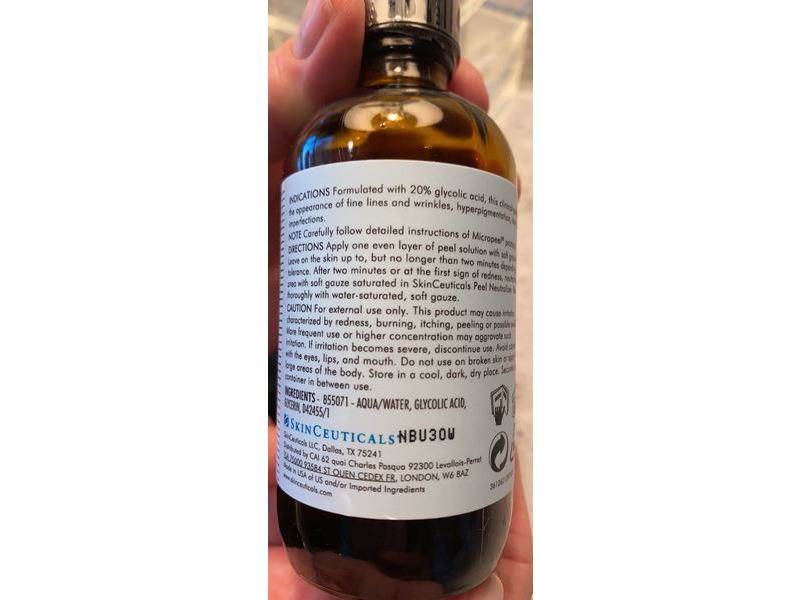 INDICATIONS Formulated with 20% glycolic acid, this
the appearance of fine lines and wrinkles, hyperpigmentation,
imperfections.
NOTE Carefully follow detailed instructions of Micropeel™
DIRECTIONS Apply one even layer of peel solution with soft
Leave on the skin up to, but no longer than two minutes
tolerance. After two minutes or at the first sign of redness,
area with soft gauze saturated in SkinCeuticals Peel Neutralizer.
thoroughly with water-saturated, soft gauze.
CAUTION For external use only. This product may cause
characterized by redness, burning, itching, peeling or possible
More frequent use or higher concentration may aggravate such
irritation. If irritation becomes severe, discontinue use. Avoid
with the eyes, lips, and mouth. Do not use on broken skin or
large areas of the body. Store in a cool, dark, dry place.
container in between use.
INGREDIENTS - 855071 - AQUA/WATER, GLYCOLIC ACID,
GLYCERIN, D42455/1
SKINCEUTICALS NBU30W
SkinCeuticals LLC, Dallas, TX 75241
Distributed by CAI 62 quai Charles Pasqua 92300 Levallois-Perret
93584 ST OUEN CEDEX FR, LONDON, W6 8AZ
Made in USA of US and/or Imported Ingredients
www.skinceuticals.com